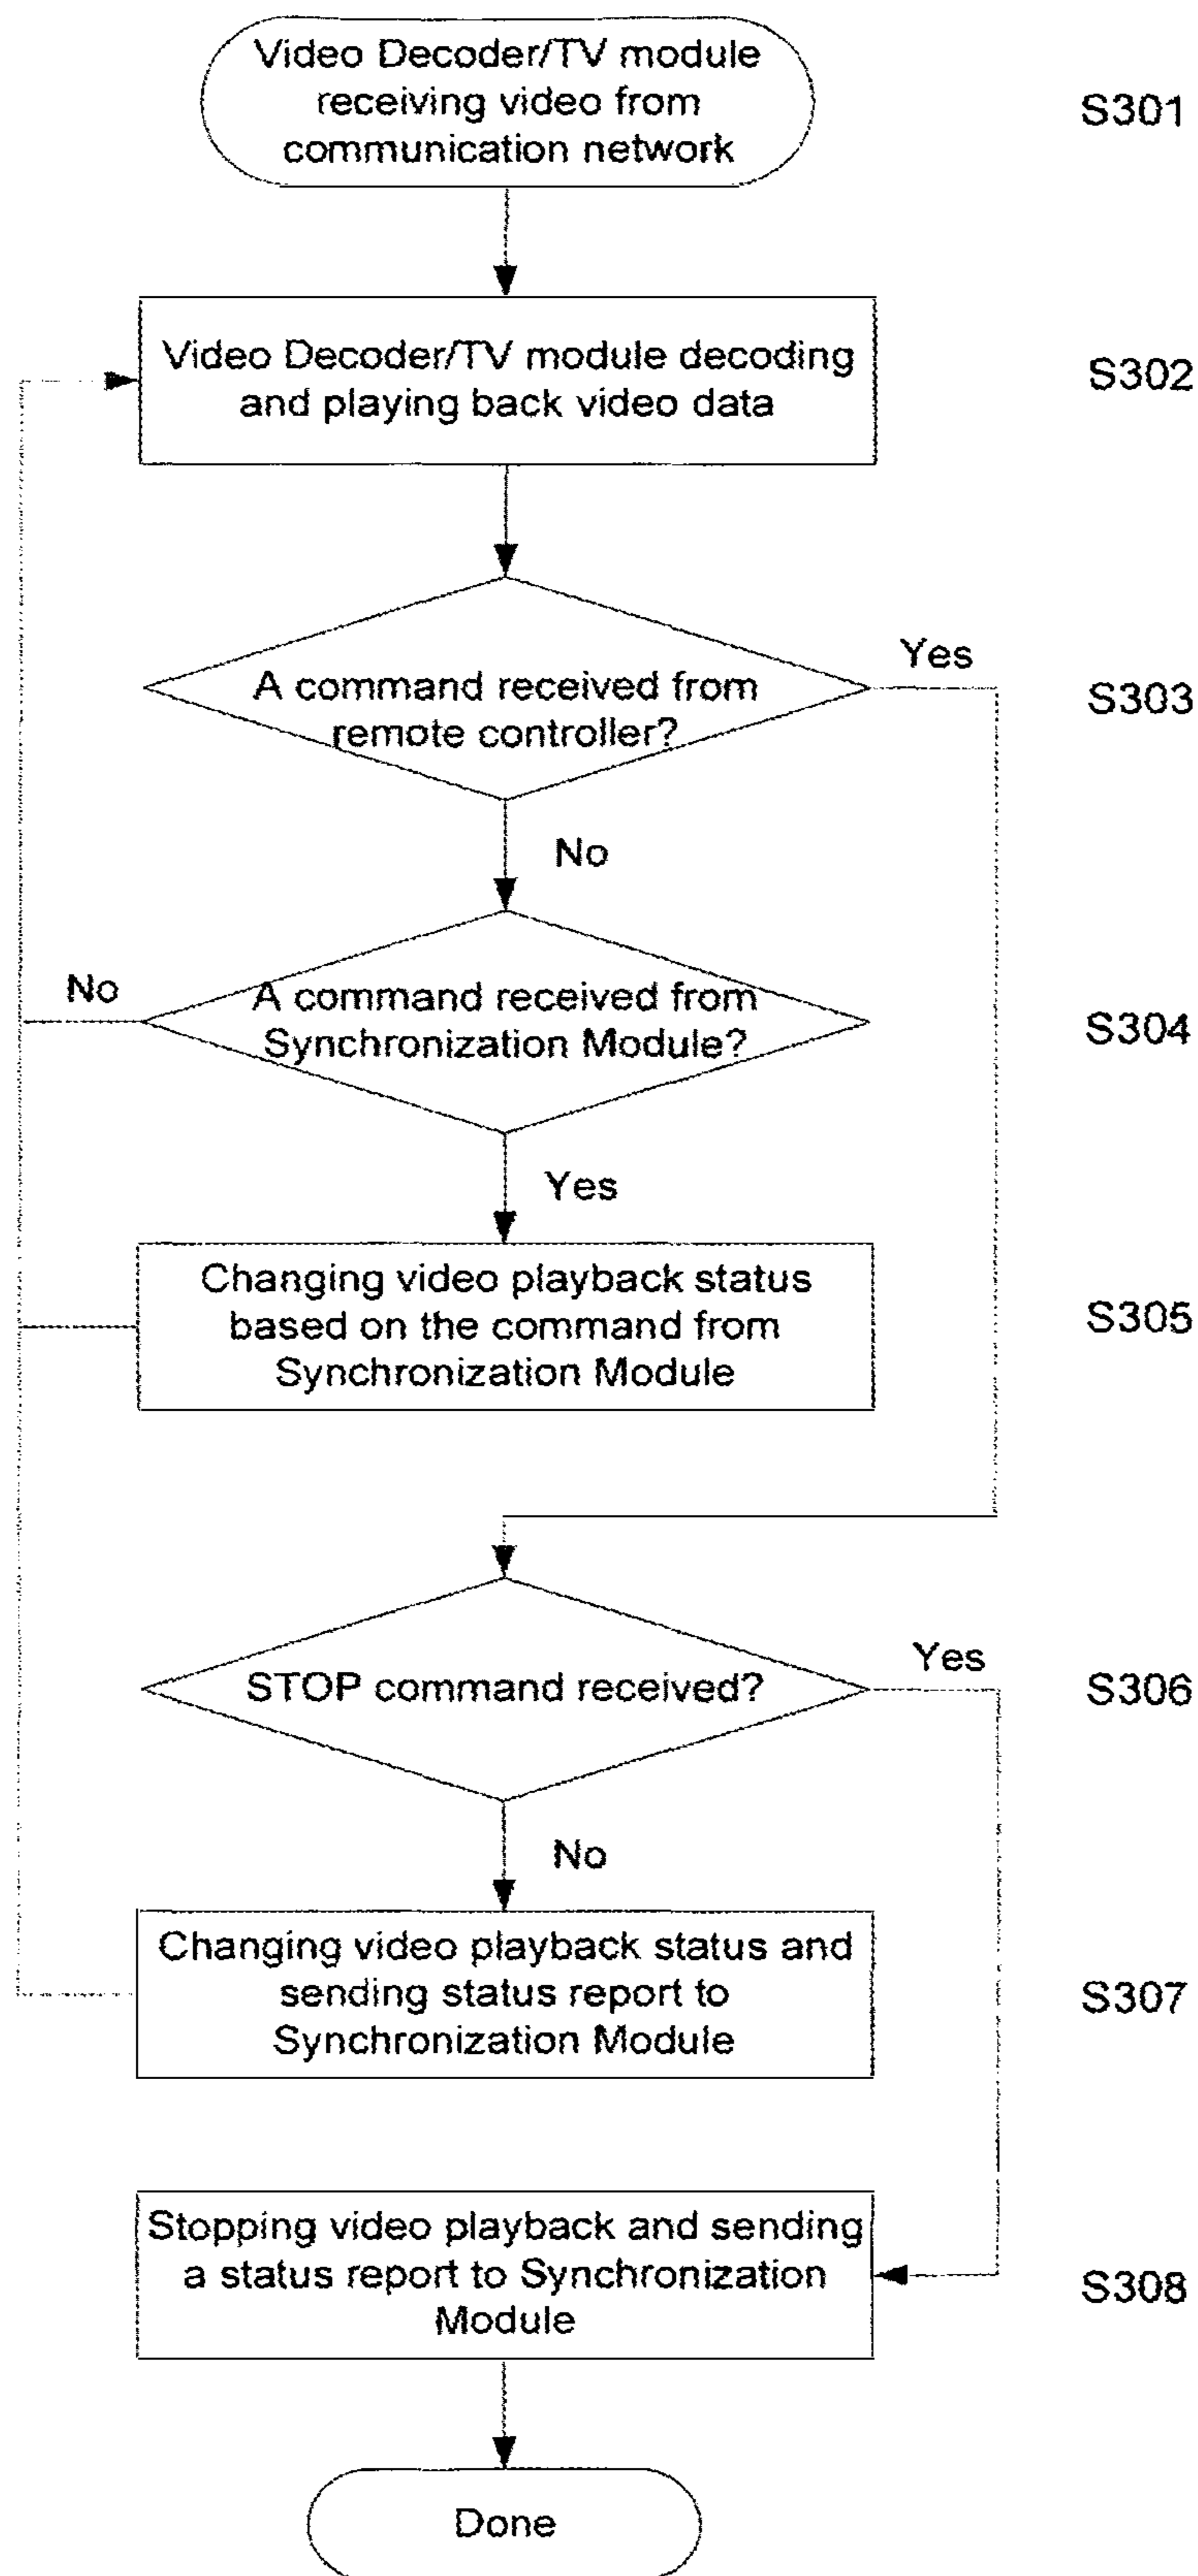 Video Decoder/TV module
receiving video from
communication network
S301
Video Decoder/TV module decoding
and playing back video data
S302
Yes
A command received from
remote controller?
S303
No
No
A command received from
Synchronization Module?
S304
Yes
Changing video playback status
based on the command from
Synchronization Module
S305
Yes
STOP command received?
S306
No
Changing video playback status and
sending status report to
Synchronization Module
S307
Stopping video playback and sending
a status report to Synchronization
Module
S308
Done